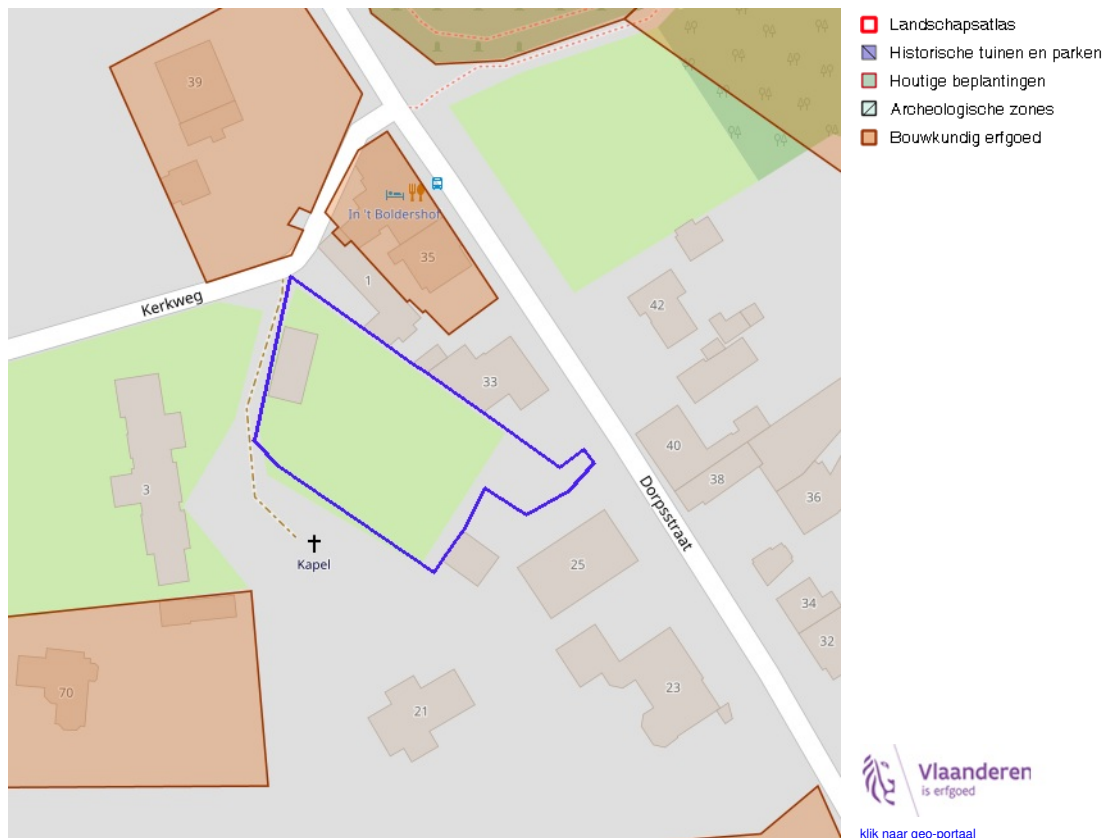 Landschapsatlas
Historische tuinen en parken
Houtige beplantingen
Archeologische zones
Bouwkundig erfgoed
39
In 't Boldershof
35
1
Kerkweg
42
33
40
38
36
3
Dorpsstraat
Kapel
25
34
32
70
23
21
Vlaanderen
is erfgoed
klik naar geo-portaal